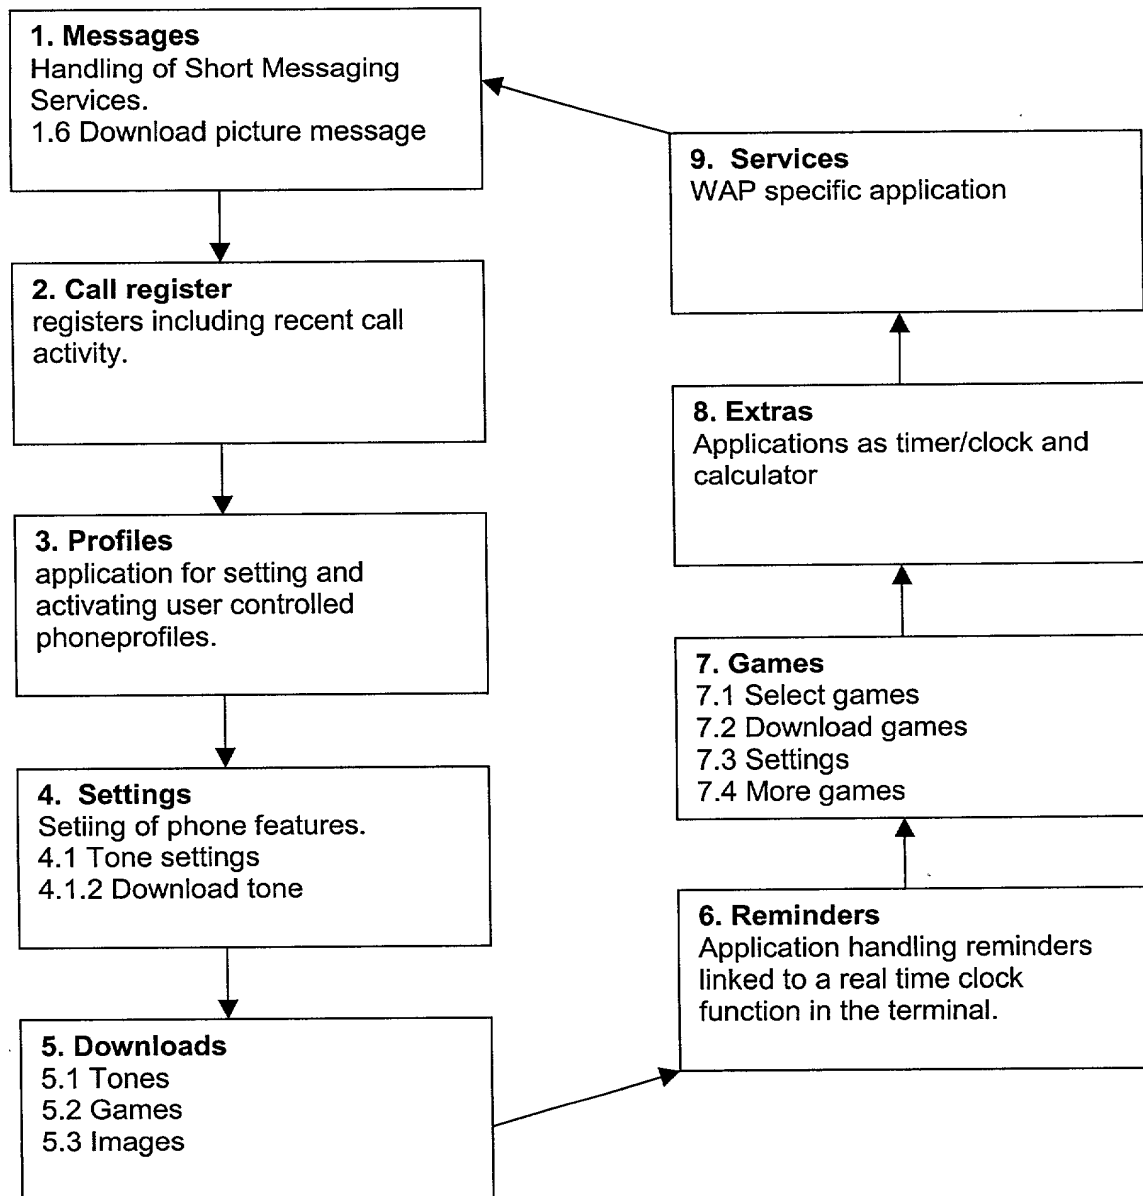 1. Messages
Handling of Short Messaging
Services.
1.6 Download picture message
2. Call register
registers including recent call
activity.
3. Profiles
application for setting and
activating user controlled
phoneprofiles.
4.  Settings
Setiing of phone features.
4.1 Tone settings
4.1.2 Download tone
5. Downloads
5.1 Tones
5.2 Games
5.3 Images
6. Reminders
Application handling reminders
linked to a real time clock
function in the terminal.
7. Games
7.1 Select games
7.2 Download games
7.3 Settings
7.4 More games
8. Extras
Applications as timer/clock and
calculator
9.  Services
WAP specific application